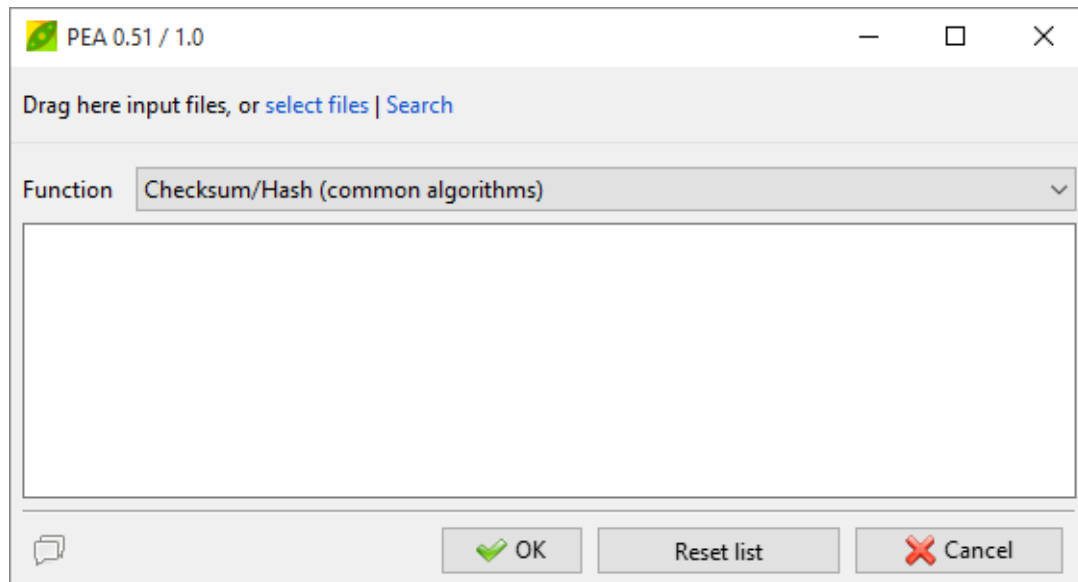 PEA 0.51 / 1.0
Drag here input files, or select files | Search
Function Checksum/Hash (common algorithms)
OK Reset list Cancel